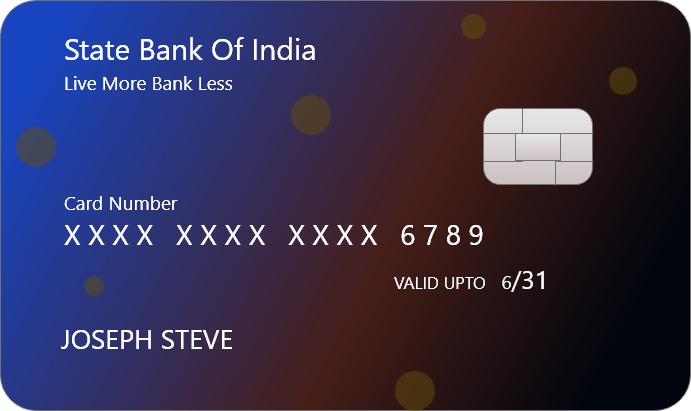 State Bank Of India
Live More Bank Less
Card Number
XXXX XXXX XXXX 6789
VALID UPTO 6/31
JOSEPH STEVE